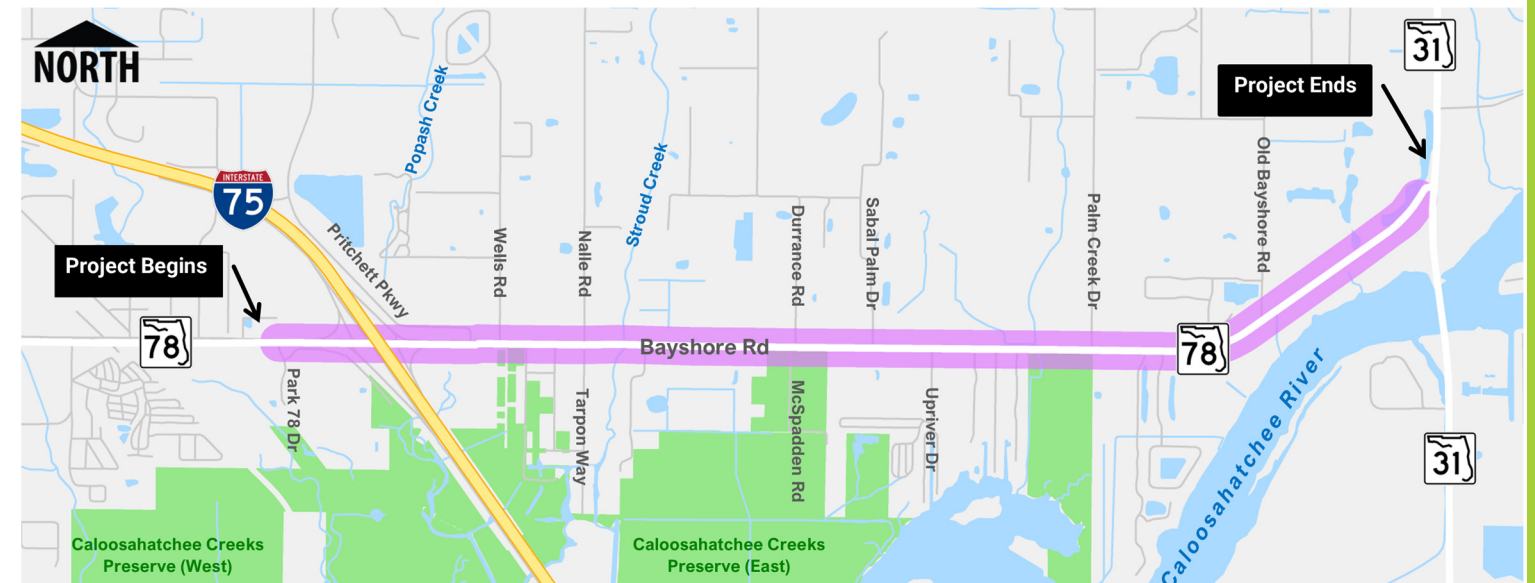 NORTH
31
Project Ends
Popash Creek
INTERSTATE
75
Stroud Creek
Old Bayshore Rd
Palm Creek Dr
Sabal Palm Dr
Durrance Rd
Nalle Rd
Wells Rd
Pritchett Pkwy
Project Begins
78
Bayshore Rd
78
Park 78 Dr
Tarpon Way
McSpadden Rd
Upriver Dr
Caloosahatchee River
31
Caloosahatchee Creeks
Preserve (West)
Caloosahatchee Creeks
Preserve (East)